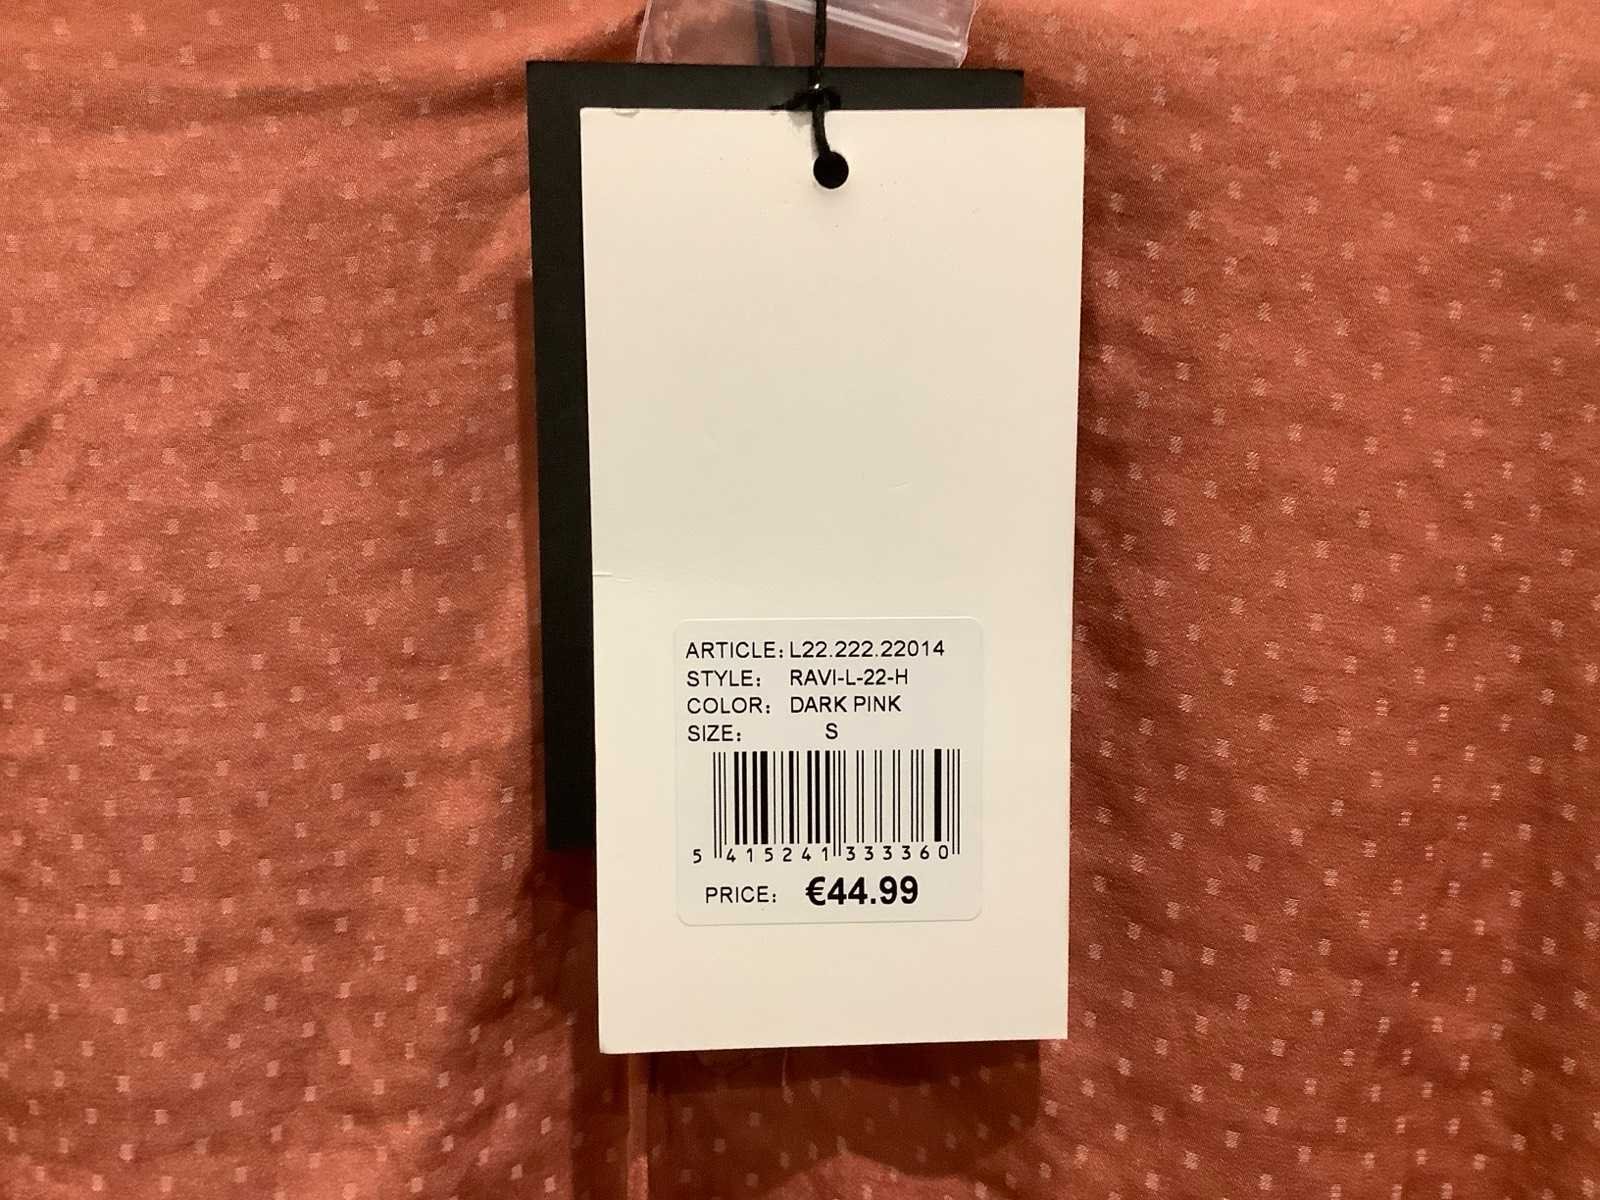 ARTICLE: L22.222.22014
STYLE: RAVI-L-22-H
COLOR: DARK PINK
SIZE: S
5 415241 333360
PRICE: €44.99